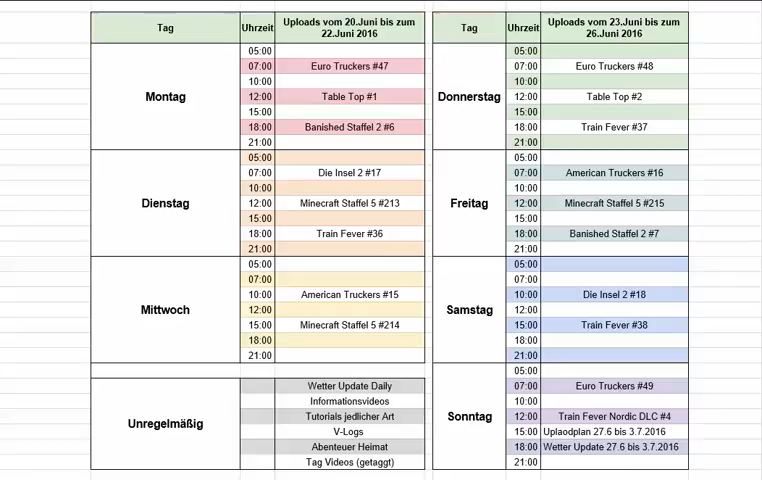 Tag Uhrzeit Uploads vom 20.Juni bis zum 22.Juni 2016
Montag
05:00
07:00 Euro Truckers #47
10:00
12:00 Table Top #1
15:00
18:00 Banished Staffel 2 #6
21:00
Dienstag
05:00
07:00 Die Insel 2 #17
10:00
12:00 Minecraft Staffel 5 #213
15:00
18:00 Train Fever #36
21:00
Mittwoch
05:00
07:00
10:00 American Truckers #15
12:00
15:00 Minecraft Staffel 5 #214
18:00
21:00
Unregelmäßig
Wetter Update Daily
Informationsvideos
Tutorials jedlicher Art
V-Logs
Abenteuer Heimat
Tag Videos (getaggt)
Tag Uhrzeit Uploads vom 23.Juni bis zum 26.Juni 2016
Donnerstag
05:00
07:00 Euro Truckers #48
10:00
12:00 Table Top #2
15:00
18:00 Train Fever #37
21:00
Freitag
05:00
07:00 American Truckers #16
10:00
12:00 Minecraft Staffel 5 #215
15:00
18:00 Banished Staffel 2 #7
21:00
Samstag
05:00
07:00
10:00 Die Insel 2 #18
12:00
15:00 Train Fever #38
18:00
21:00
Sonntag
05:00
07:00 Euro Truckers #49
10:00
12:00 Train Fever Nordic DLC #4
15:00 Uplaodplan 27.6 bis 3.7.2016
18:00 Wetter Update 27.6 bis 3.7.2016
21:00